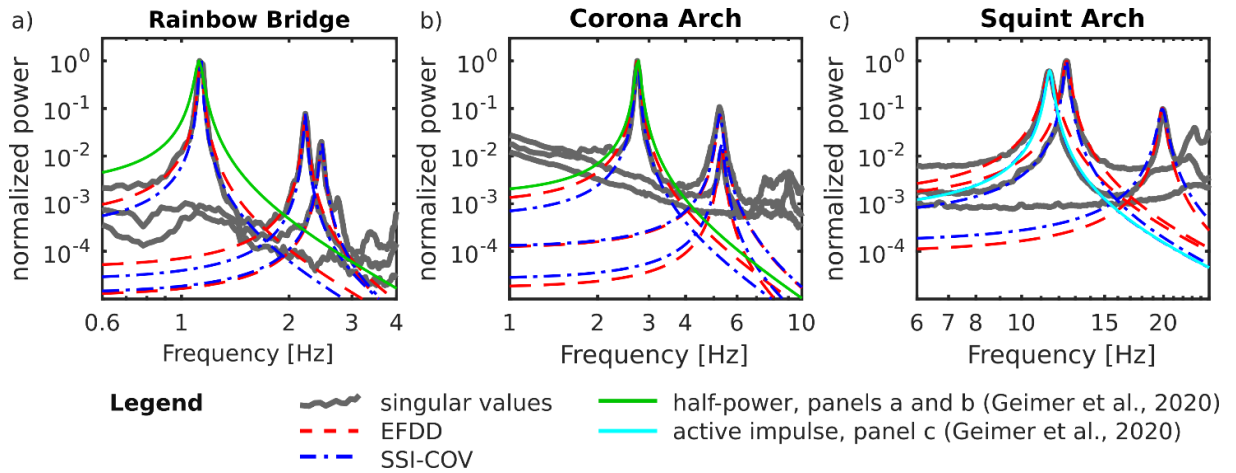 a) Rainbow Bridge
b) Corona Arch
c) Squint Arch
normalized power
10^0
10^-1
10^-2
10^-3
10^-4
0.6 1 2 3 4
Frequency [Hz]
normalized power
10^0
10^-1
10^-2
10^-3
10^-4
1 2 3 4 6 10
Frequency [Hz]
normalized power
10^0
10^-1
10^-2
10^-3
10^-4
6 7 8 10 15 20
Frequency [Hz]
Legend
singular values
EFDD
SSI-COV
half-power, panels a and b (Geimer et al., 2020)
active impulse, panel c (Geimer et al., 2020)